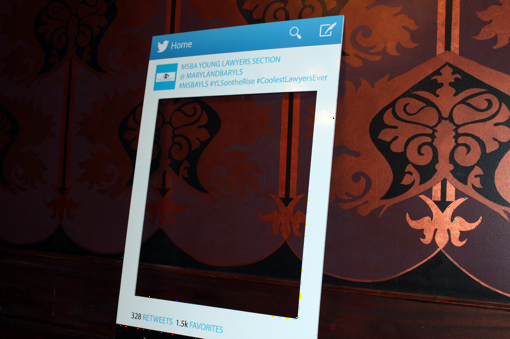 Home
MSBA YOUNG LAWYERS SECTION
@MARYLANDBARYLS
#MSBAYLS #YLSontheRise #CoolestLawyersEver
328 RETWEETS 1.5k FAVORITES